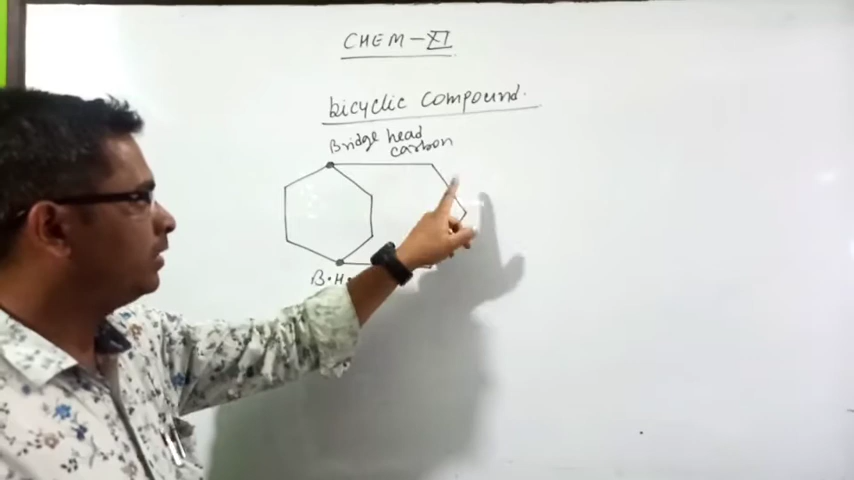 CHEM - XI
bicyclic compound.
Bridge head
carbon
B.H.